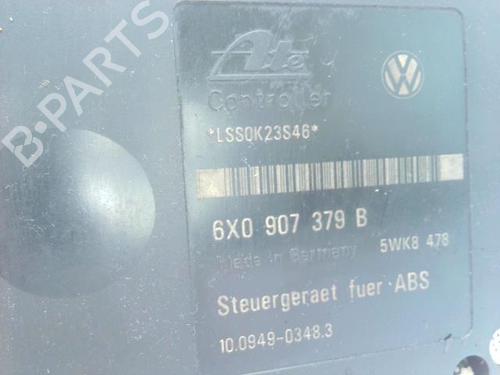 B-PARTS
Ate
Controller
*LSS0K23S46*
6X0 907 379 B
Made in Germany 5WK8 478
Steuergeraet fuer ABS
10.0949-0348.3